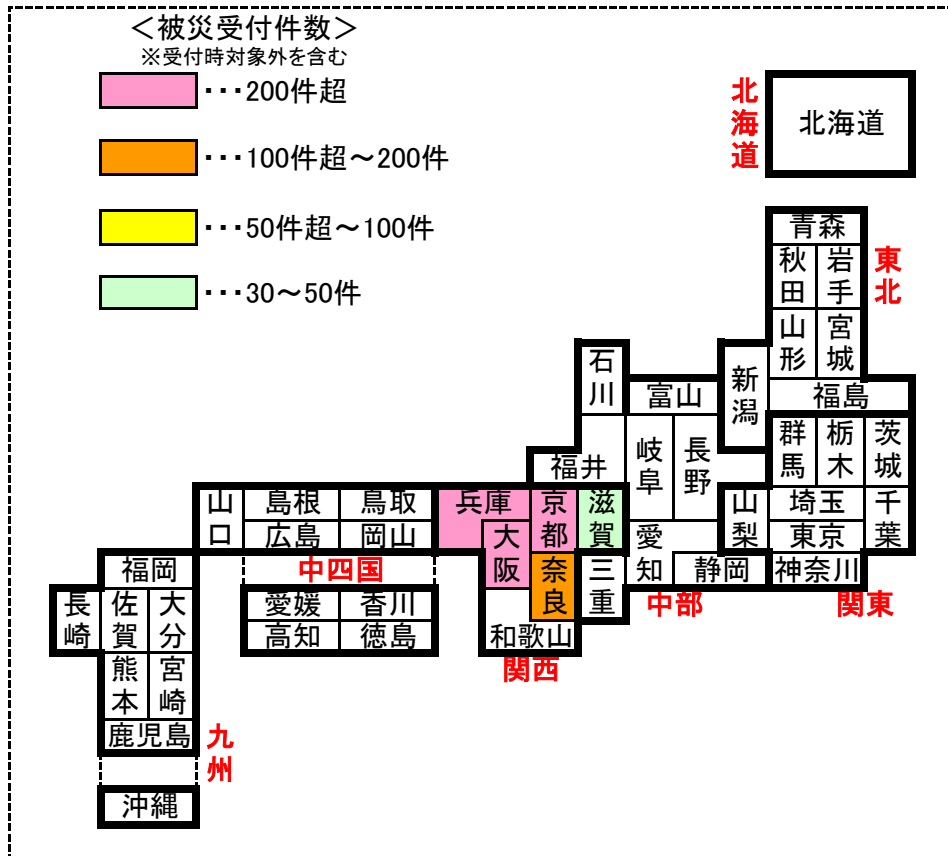 ＜被災受付件数＞
※受付時対象外を含む
・・・200件超
・・・100件超～200件
・・・50件超～100件
・・・30～50件
北海道
北海道
青森
秋田
岩手
東北
山形
宮城
石川
富山
新潟
福島
福井
岐阜
長野
群馬
栃木
茨城
山口
島根
鳥取
兵庫
京都
滋賀
山梨
埼玉
千葉
広島
岡山
大阪
愛知
東京
中四国
奈良
三重
静岡
神奈川
福岡
中部
関東
長崎
佐賀
大分
愛媛
香川
高知
徳島
和歌山
関西
熊本
宮崎
鹿児島
九州
沖縄